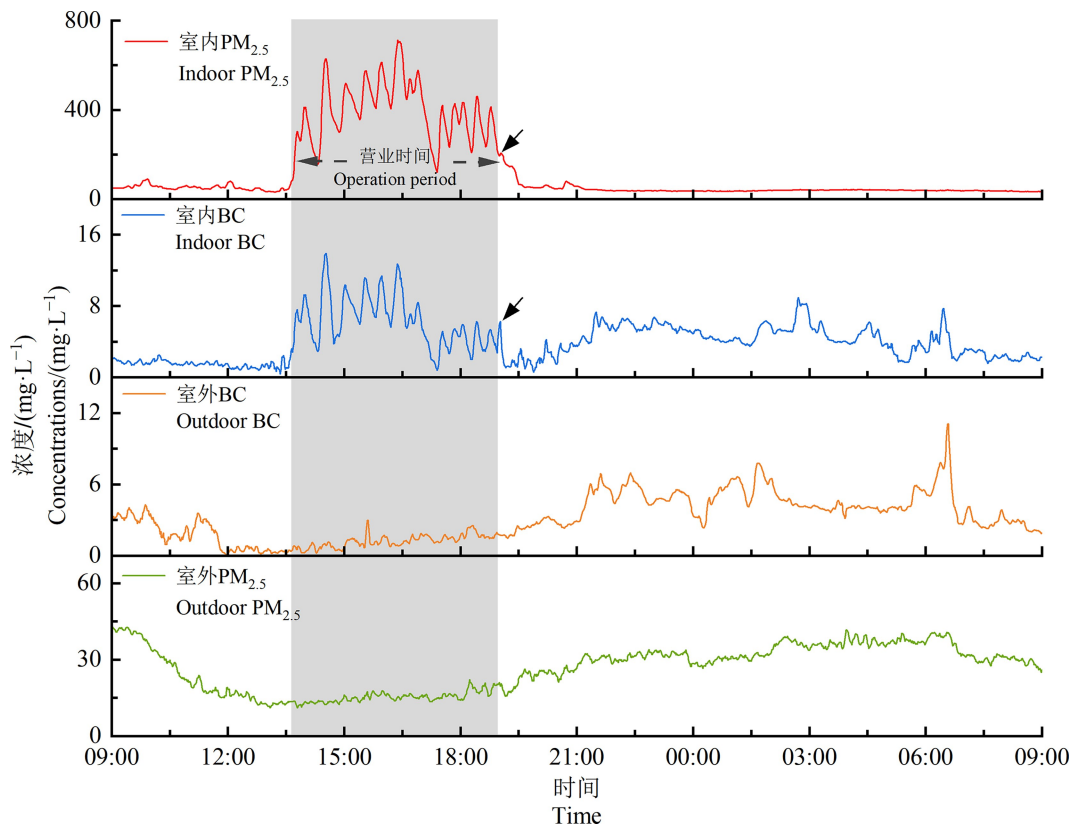 浓度/(mg·L⁻¹)
Concentrations/(mg·L⁻¹)
800
400
0
室内PM₂.₅
Indoor PM₂.₅
营业时间
Operation period
16
8
0
室内BC
Indoor BC
12
6
0
室外BC
Outdoor BC
60
30
0
室外PM₂.₅
Outdoor PM₂.₅
09:00 12:00 15:00 18:00 21:00 00:00 03:00 06:00 09:00
时间
Time